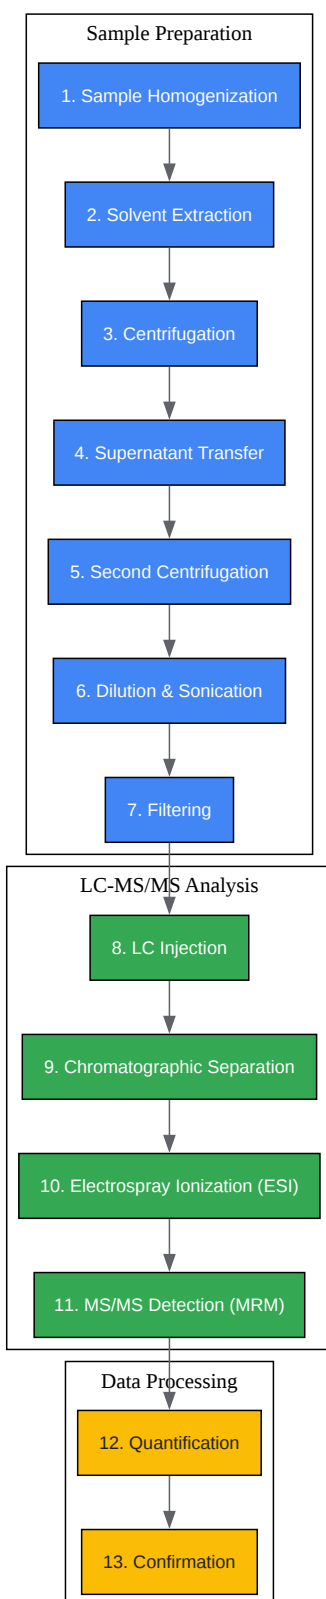 Sample Preparation
1. Sample Homogenization
2. Solvent Extraction
3. Centrifugation
4. Supernatant Transfer
5. Second Centrifugation
6. Dilution & Sonication
7. Filtering
LC-MS/MS Analysis
8. LC Injection
9. Chromatographic Separation
10. Electrospray Ionization (ESI)
11. MS/MS Detection (MRM)
Data Processing
12. Quantification
13. Confirmation